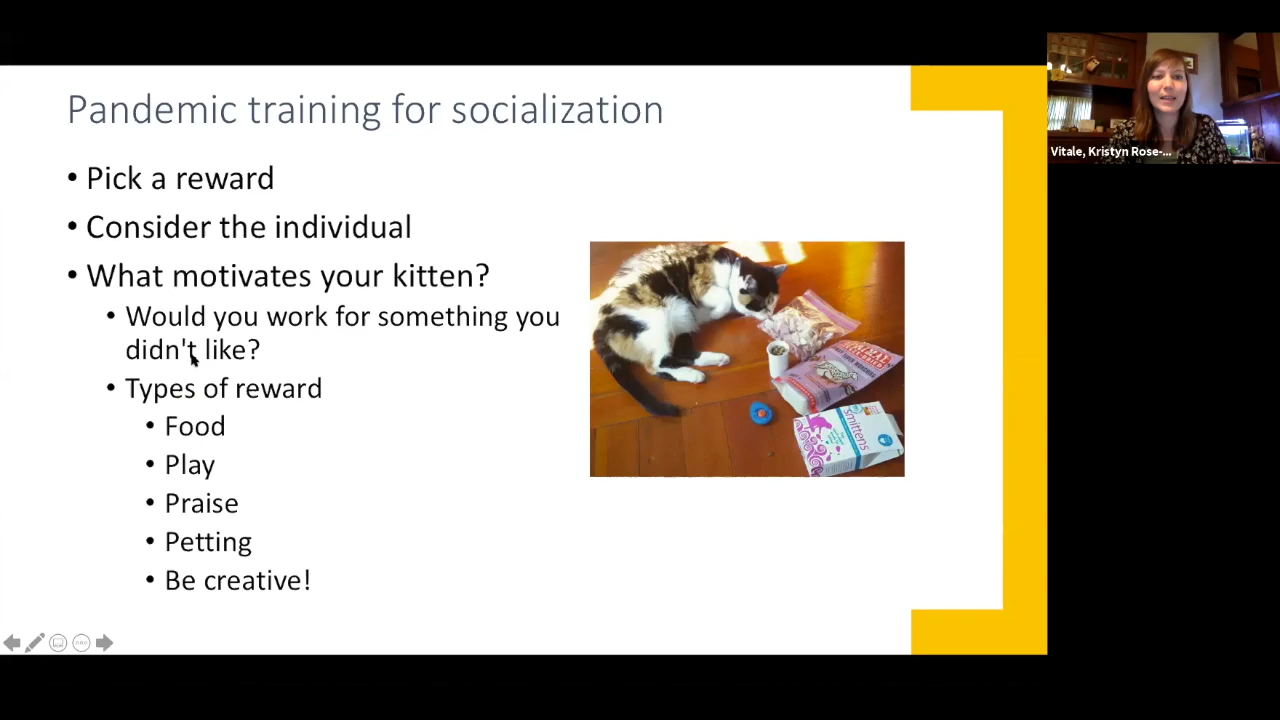 Pandemic training for socialization
• Pick a reward
• Consider the individual
• What motivates your kitten?
• Would you work for something you
didn't like?
• Types of reward
• Food
• Play
• Praise
• Petting
• Be creative!
smittens
Vitale, Kristyn Rose-...